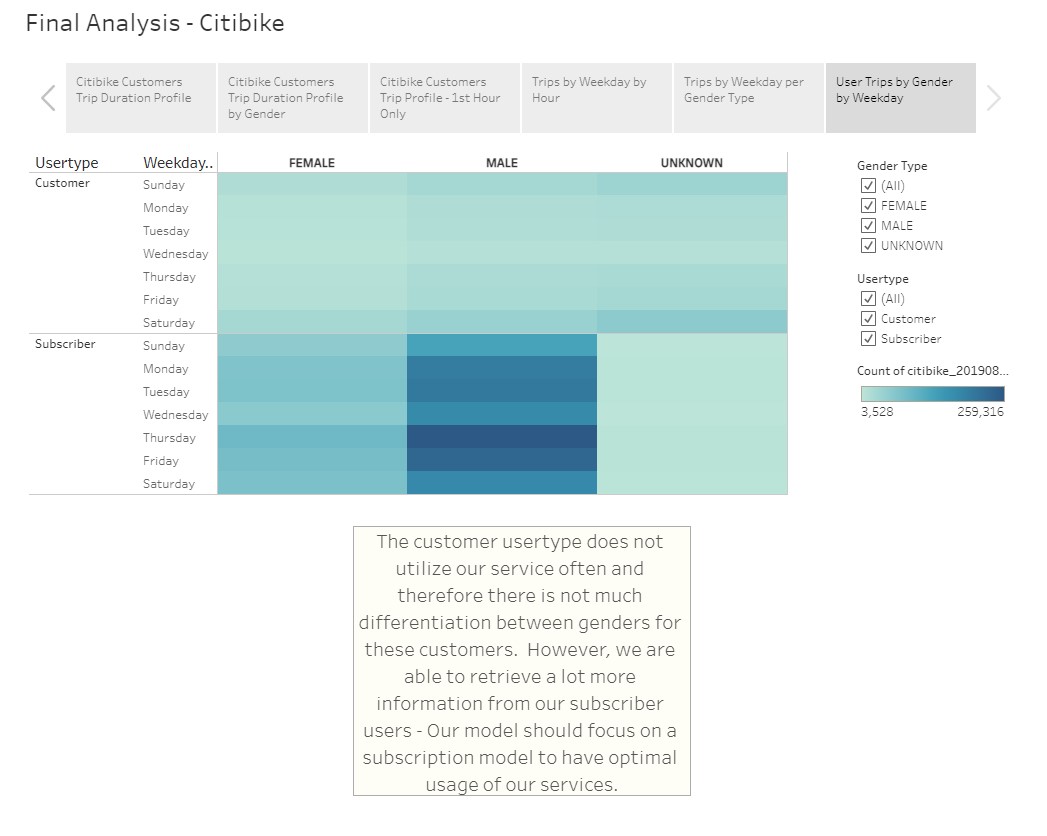 Final Analysis - Citibike
Citibike Customers
Trip Duration Profile
Citibike Customers
Trip Duration Profile
by Gender
Citibike Customers
Trip Profile - 1st Hour
Only
Trips by Weekday by
Hour
Trips by Weekday per
Gender Type
User Trips by Gender
by Weekday
Usertype Weekday.. FEMALE MALE UNKNOWN
Customer Sunday
Monday
Tuesday
Wednesday
Thursday
Friday
Saturday
Subscriber Sunday
Monday
Tuesday
Wednesday
Thursday
Friday
Saturday
Gender Type
(All)
FEMALE
MALE
UNKNOWN
Usertype
(All)
Customer
Subscriber
Count of citibike_201908...
3,528 259,316
The customer usertype does not
utilize our service often and
therefore there is not much
differentiation between genders for
these customers. However, we are
able to retrieve a lot more
information from our subscriber
users - Our model should focus on a
subscription model to have optimal
usage of our services.